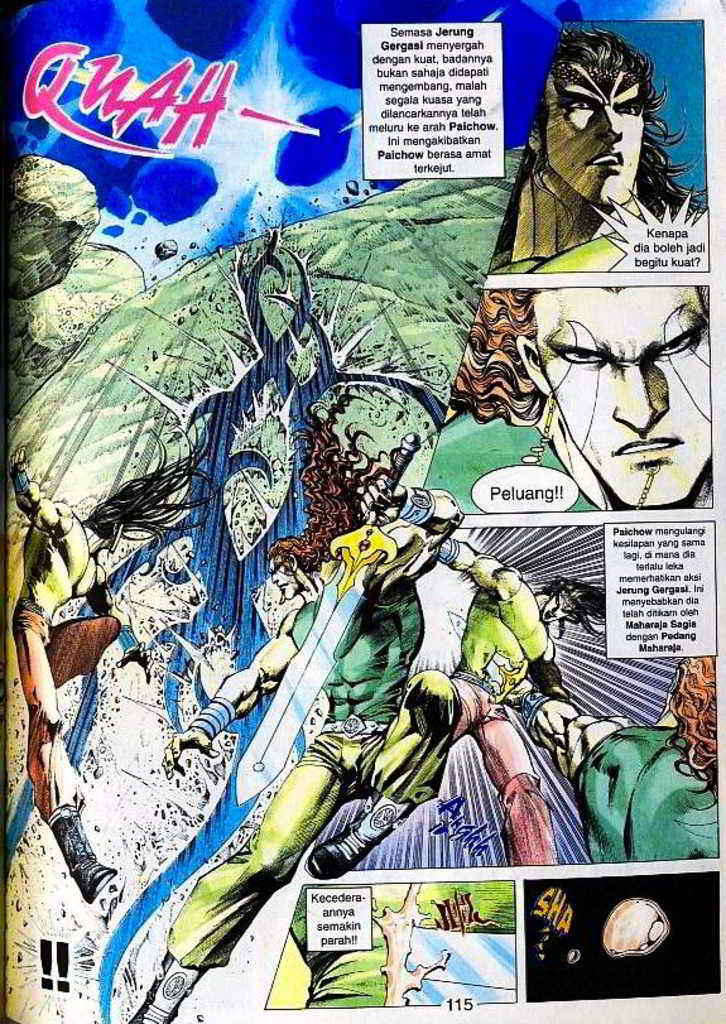 QUAH
Semasa Jerung
Gergasi menyergah
dengan kuat, badannya
bukan sahaja didapati
mengembang, malah
segala kuasa yang
dilancarkannya telah
meluru ke arah Paichow.
Ini mengakibatkan
Paichow berasa amat
terkejut.
Kenapa
dia boleh jadi
begitu kuat?
Peluang!!
Paichow mengulangi
kesilapan yang sama
lagi, di mana dia
terlalu leka
memerhatikan aksi
Jerung Gergasi. Ini
menyebabkan dia
telah ditikam oleh
Maharaja Sagis
dengan Pedang
Maharaja.
Arghh
!!
Kecedera-
annya
semakin
parah!!
SHA
115